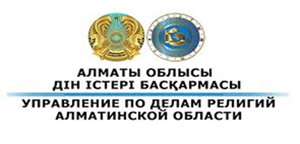 АЛМАТЫ ОБЛЫСЫ
ДІН ІСТЕРІ БАСҚАРМАСЫ
УПРАВЛЕНИЕ ПО ДЕЛАМ РЕЛИГИЙ
АЛМАТИНСКОЙ ОБЛАСТИ